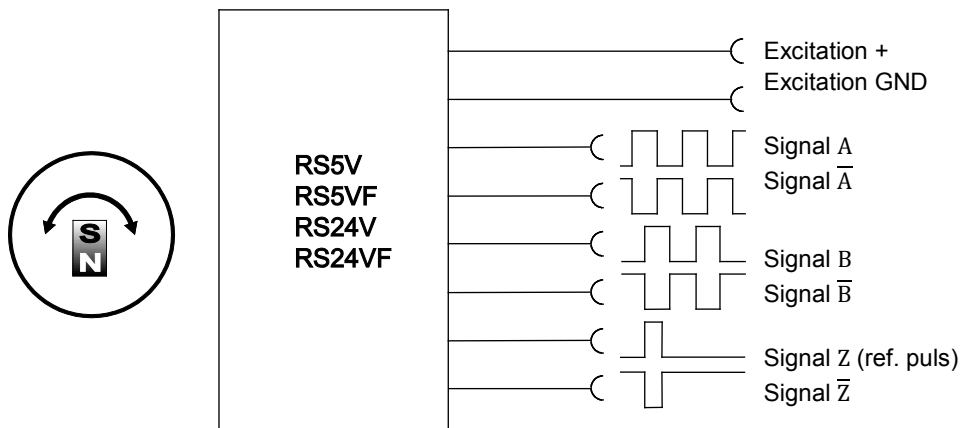 S
N
RS5V
RS5VF
RS24V
RS24VF
Excitation +
Excitation GND
Signal A
Signal A̅
Signal B
Signal B̅
Signal Z (ref. puls)
Signal Z̅